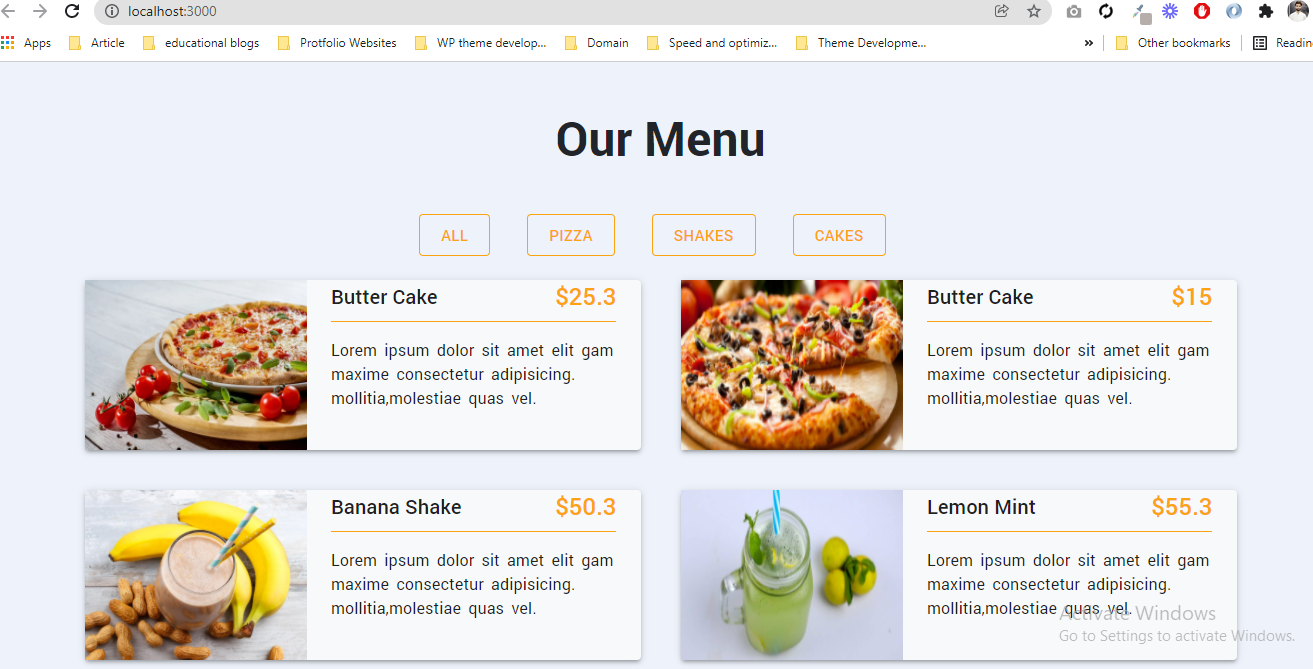 localhost:3000
Apps Article educational blogs Protfolio Websites WP theme develop... Domain Speed and optimiz... Theme Developme... » Other bookmarks Readin
Our Menu
ALL PIZZA SHAKES CAKES
Butter Cake $25.3
Lorem ipsum dolor sit amet elit gam
maxime consectetur adipisicing.
mollitia,molestiae quas vel.
Butter Cake $15
Lorem ipsum dolor sit amet elit gam
maxime consectetur adipisicing.
mollitia,molestiae quas vel.
Banana Shake $50.3
Lorem ipsum dolor sit amet elit gam
maxime consectetur adipisicing.
mollitia,molestiae quas vel.
Lemon Mint $55.3
Lorem ipsum dolor sit amet elit gam
maxime consectetur adipisicing.
mollitia,molestiae quas vel.
Activate Windows
Go to Settings to activate Windows.